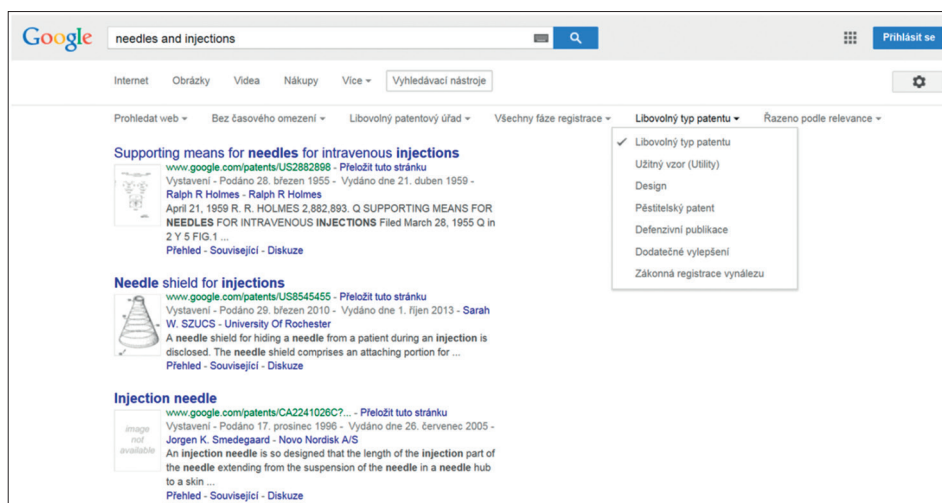 Google needles and injections Přihlásit se
Internet Obrázky Videa Nákupy Více Vyhledávací nástroje
Prohledat web Bez časového omezení Libovolný patentový úřad Všechny fáze registrace Libovolný typ patentu Řazeno podle relevance
✓ Libovolný typ patentu
Užitný vzor (Utility)
Design
Pěstitelský patent
Defenzivní publikace
Dodatečné vylepšení
Zákonná registrace vynálezu
Supporting means for needles for intravenous injections
www.google.com/patents/US2882898 - Přeložit tuto stránku
Vystavení - Podáno 28. březen 1955 - Vydáno dne 21. duben 1959 -
Ralph R Holmes - Ralph R Holmes
April 21, 1959 R. R. HOLMES 2,882,893. Q SUPPORTING MEANS FOR
NEEDLES FOR INTRAVENOUS INJECTIONS Filed March 28, 1955 Q in
2 Y 5 FIG.1 ...
Přehled - Související - Diskuze
Needle shield for injections
www.google.com/patents/US8545455 - Přeložit tuto stránku
Vystavení - Podáno 29. březen 2010 - Vydáno dne 1. říjen 2013 - Sarah
W. SZUCS - University Of Rochester
A needle shield for hiding a needle from a patient during an injection is
disclosed. The needle shield comprises an attaching portion for ...
Přehled - Související - Diskuze
Injection needle
image
not
available
www.google.com/patents/CA2241026C?... - Přeložit tuto stránku
Vystavení - Podáno 17. prosinec 1996 - Vydáno dne 26. červenec 2005 -
Jorgen K. Smedegaard - Novo Nordisk A/S
An injection needle is so designed that the length of the injection part of
the needle extending from the suspension of the needle in a needle hub
to a skin ...
Přehled - Související - Diskuze